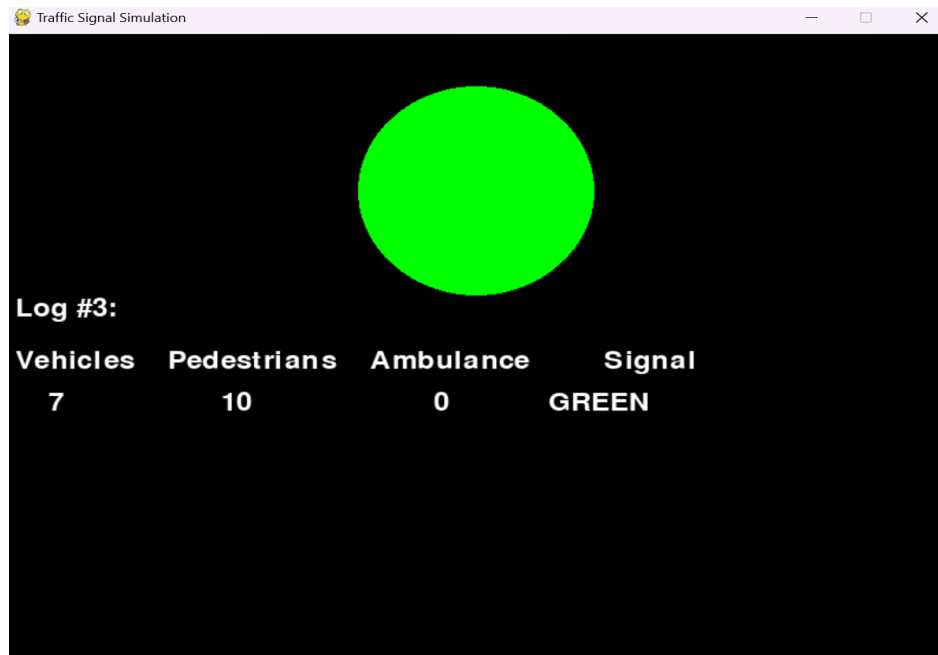 Traffic Signal Simulation
Log #3:
Vehicles Pedestrians Ambulance Signal
7 10 0 GREEN